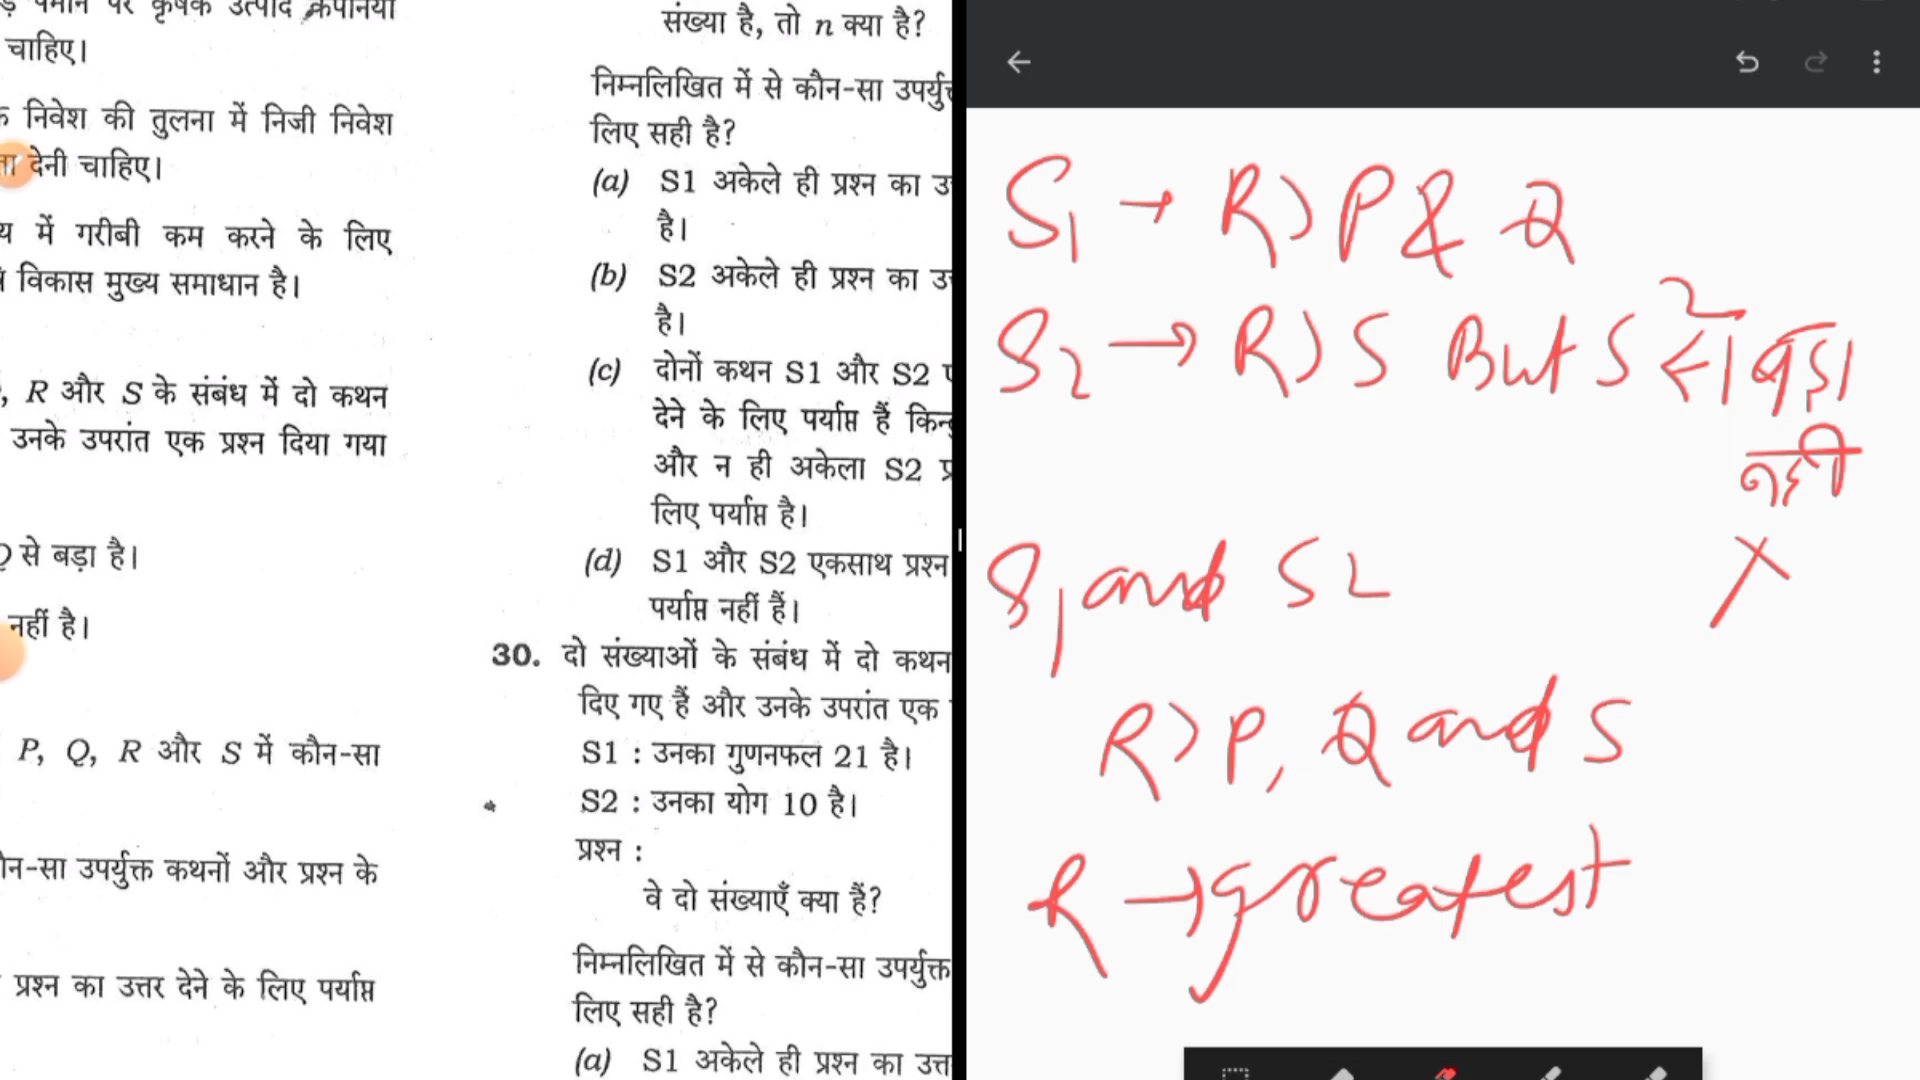 चाहिए।
निवेश की तुलना में निजी निवेश
देनी चाहिए।
में गरीबी कम करने के लिए
विकास मुख्य समाधान है।
, R और S के संबंध में दो कथन
उनके उपरांत एक प्रश्न दिया गया
से बड़ा है।
नहीं है।
P, Q, R और S में कौन-सा
उपर्युक्त कथनों और प्रश्न के
प्रश्न का उत्तर देने के लिए पर्याप्त
संख्या है, तो n क्या है?
निम्नलिखित में से कौन-सा
लिए सही है?
(a) S1 अकेले ही प्रश्न का
है।
(b) S2 अकेले ही प्रश्न का
है।
(c) दोनों कथन S1 और S2
देने के लिए पर्याप्त हैं
और न ही अकेला S2
लिए पर्याप्त है।
(d) S1 और S2 एकसाथ प्रश्न
पर्याप्त नहीं हैं।
30. दो संख्याओं के संबंध में दो कथन
दिए गए हैं और उनके उपरांत एक
S1 : उनका गुणनफल 21 है।
S2 : उनका योग 10 है।
प्रश्न :
वे दो संख्याएँ क्या हैं?
निम्नलिखित में से कौन-सा उपर्युक्त
लिए सही है?
(a) S1 अकेले ही प्रश्न का
S1 → R > P & Q
S2 → R > S But S से बड़ा
नहीं
S1 and S2
R > P, Q and S
R → greatest